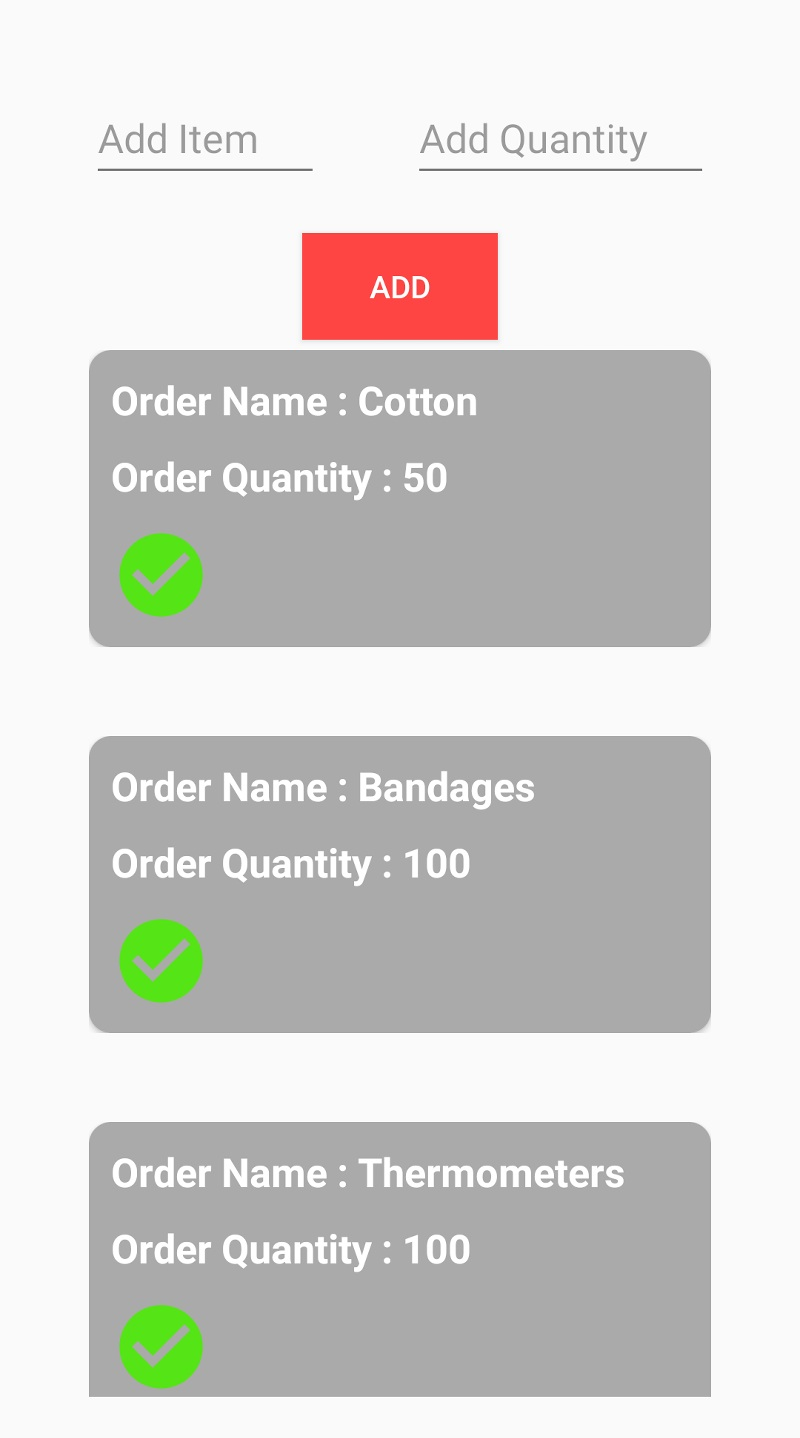 Add Item
Add Quantity
ADD
Order Name : Cotton
Order Quantity : 50
Order Name : Bandages
Order Quantity : 100
Order Name : Thermometers
Order Quantity : 100